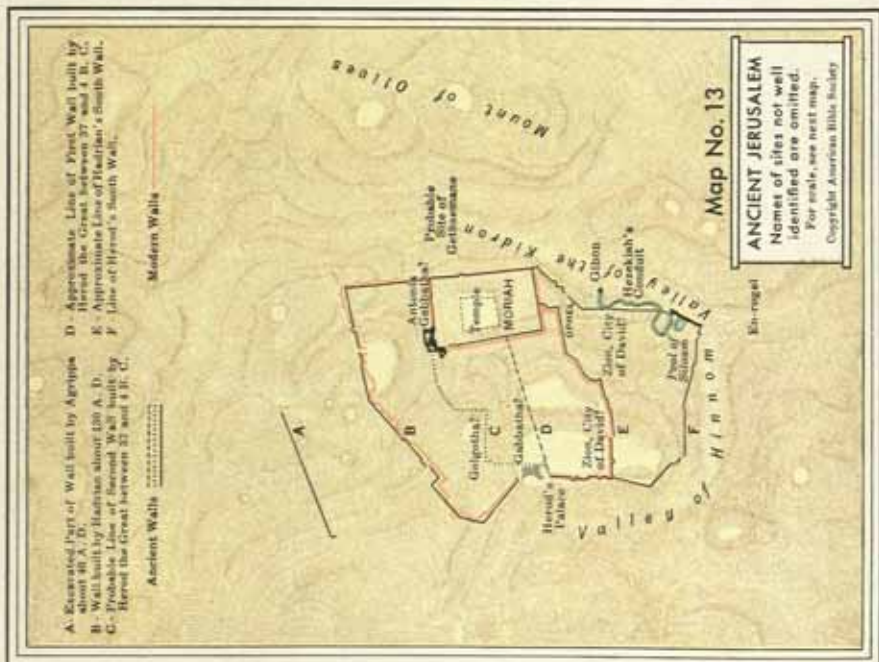 A - Excavated Part of Wall built by Agrippa
about 40 A. D.
B - Wall built by Hadrian about 130 A. D.
C - Probable Line of Second Wall built by
Herod the Great between 37 and 4 B. C.
D - Approximate Line of First Wall built by
Herod the Great between 37 and 4 B. C.
E - Approximate Line of Hadrian's South Wall.
F - Line of Herod's South Wall.
Ancient Walls
Modern Walls
A
B
C
D
E
F
Mount of Olives
Probable
Site of
Gethsemane
Antonia
Gabbatha?
Temple
MORIAH
Golgotha?
Gabbatha?
Herod's
Palace
Zion, City
of David?
OPHEL
Zion, City
of David?
Gihon
Hezekiah's
Conduit
Valley of the Kidron
Pool of
Siloam
Valley of Hinnom
En-rogel
Map No. 13
ANCIENT JERUSALEM
Names of sites not well
identified are omitted.
For scale, see next map.
Copyright American Bible Society